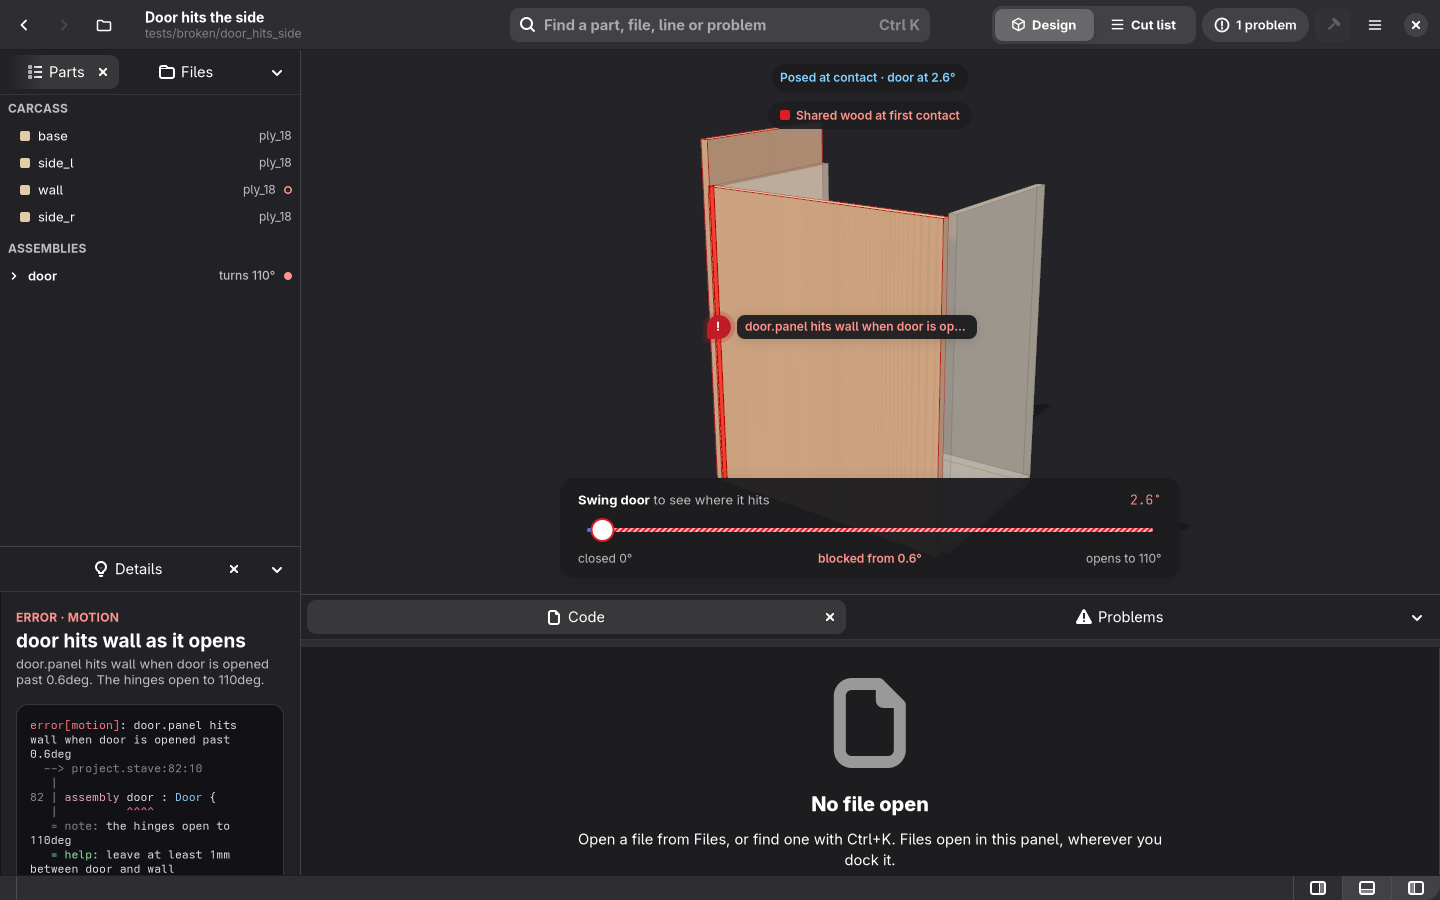 Door hits the side
tests/broken/door_hits_side
Find a part, file, line or problem
Ctrl K
Design
Cut list
1 problem
Parts
Files
CARCASS
base ply_18
side_l ply_18
wall ply_18
side_r ply_18
ASSEMBLIES
door turns 110°
Posed at contact · door at 2.6°
Shared wood at first contact
!
door.panel hits wall when door is op...
Swing door to see where it hits
2.6°
closed 0°
blocked from 0.6°
opens to 110°
Details
ERROR · MOTION
door hits wall as it opens
door.panel hits wall when door is opened
past 0.6deg. The hinges open to 110deg.
error[motion]: door.panel hits
wall when door is opened past
0.6deg
--> project.stave:82:10
|
82 | assembly door : Door {
| ^^^^
= note: the hinges open to
110deg
= help: leave at least 1mm
between door and wall
Code
Problems
No file open
Open a file from Files, or find one with Ctrl+K. Files open in this panel, wherever you
dock it.